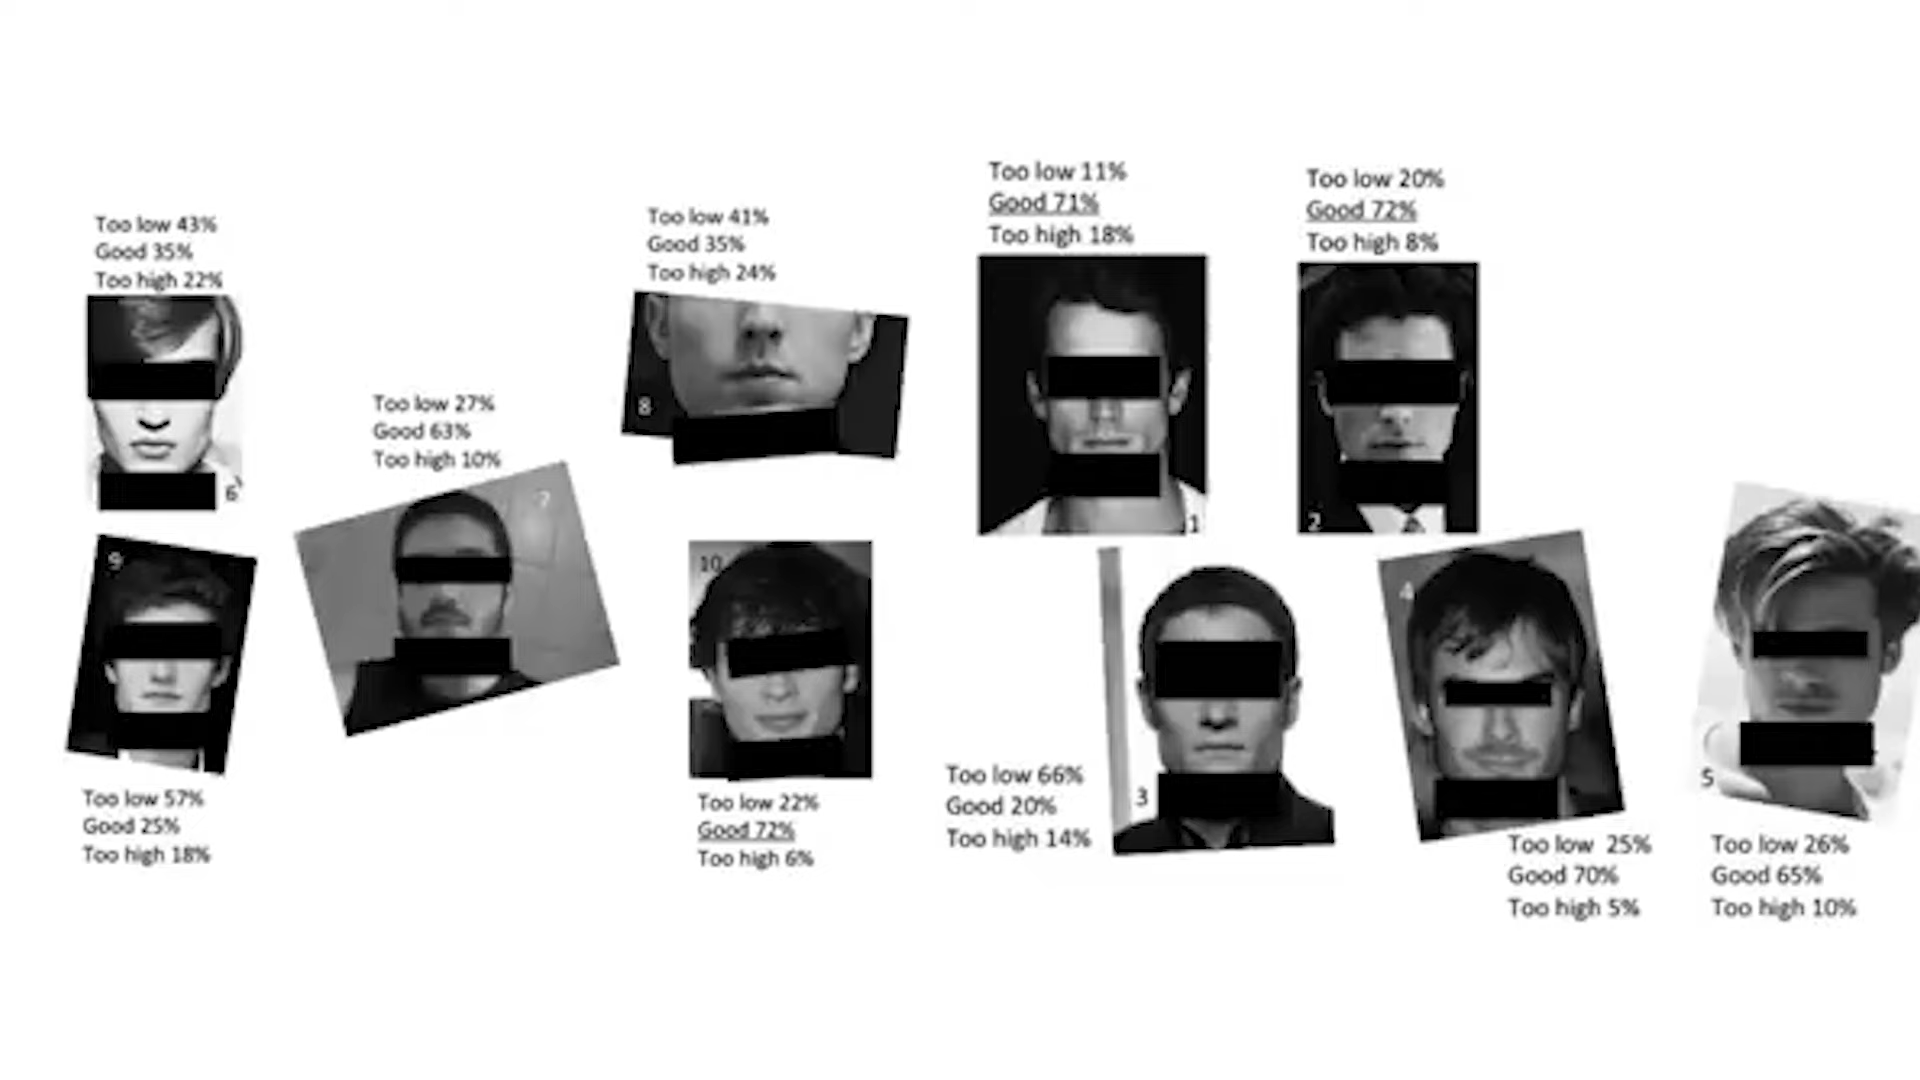 Too low 43%
Good 35%
Too high 22%
6
Too low 27%
Good 63%
Too high 10%
7
Too low 41%
Good 35%
Too high 24%
8
Too low 11%
Good 71%
Too high 18%
1
Too low 20%
Good 72%
Too high 8%
2
9
Too low 57%
Good 25%
Too high 18%
10
Too low 22%
Good 72%
Too high 6%
3
Too low 66%
Good 20%
Too high 14%
4
Too low 25%
Good 70%
Too high 5%
5
Too low 26%
Good 65%
Too high 10%